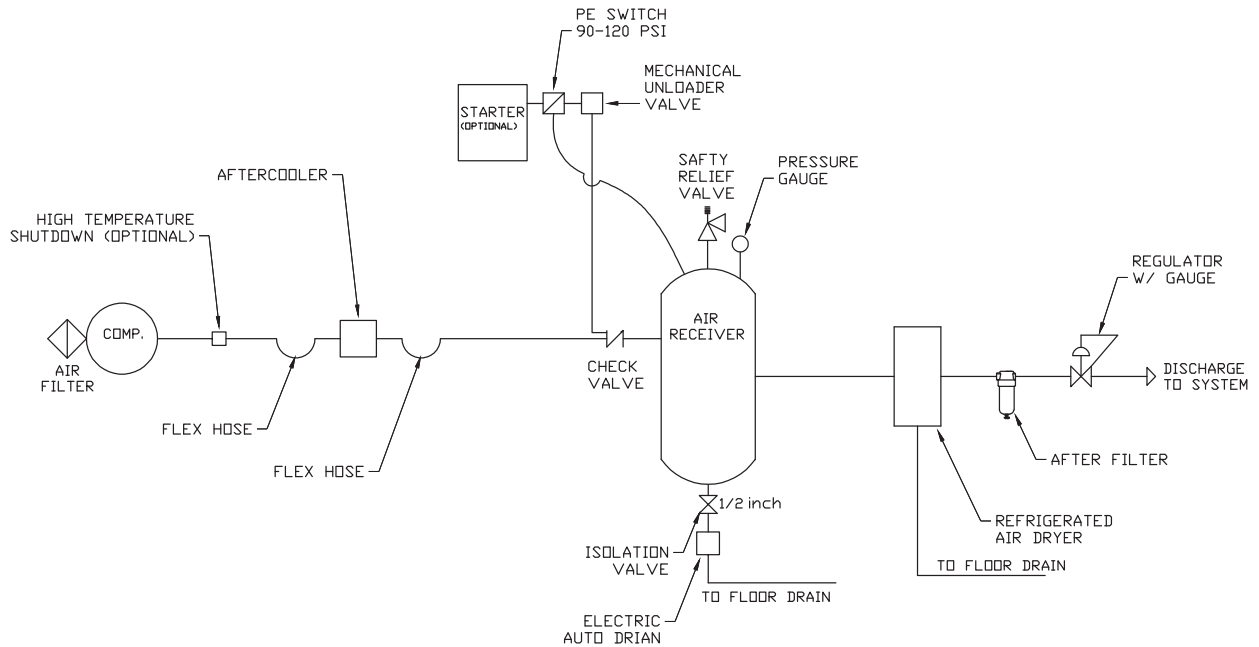 PE SWITCH
90-120 PSI
MECHANICAL
UNLOADER
VALVE
STARTER
(OPTIONAL)
SAFTY
RELIEF
VALVE
PRESSURE
GAUGE
AFTERCOOLER
HIGH TEMPERATURE
SHUTDOWN (OPTIONAL)
REGULATOR
W/ GAUGE
COMP.
AIR
RECEIVER
AIR
FILTER
CHECK
VALVE
DISCHARGE
TO SYSTEM
FLEX HOSE
FLEX HOSE
AFTER FILTER
1/2 inch
REFRIGERATED
AIR DRYER
ISOLATION
VALVE
TO FLOOR DRAIN
TO FLOOR DRAIN
ELECTRIC
AUTO DRIAN